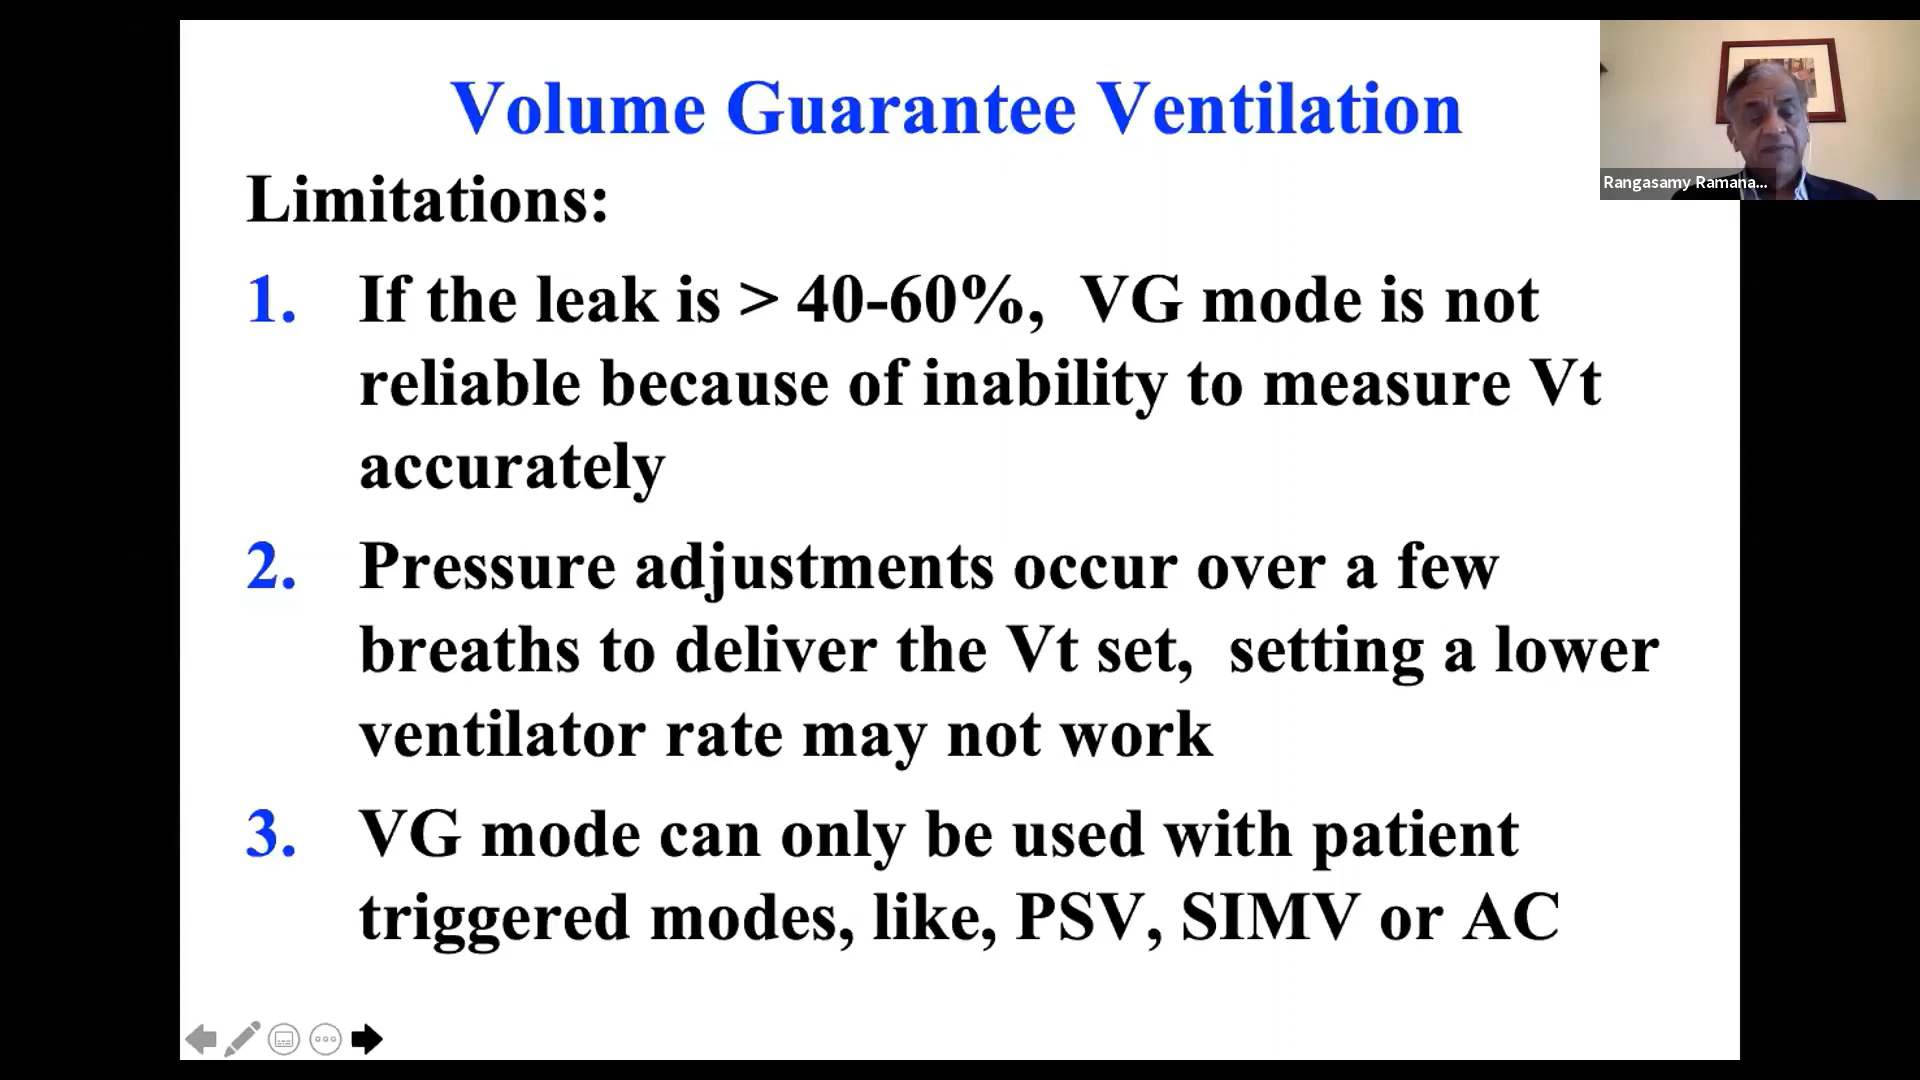 Volume Guarantee Ventilation
Rangasamy Ramana...
Limitations:
1. If the leak is > 40-60%, VG mode is not
reliable because of inability to measure Vt
accurately
2. Pressure adjustments occur over a few
breaths to deliver the Vt set, setting a lower
ventilator rate may not work
3. VG mode can only be used with patient
triggered modes, like, PSV, SIMV or AC